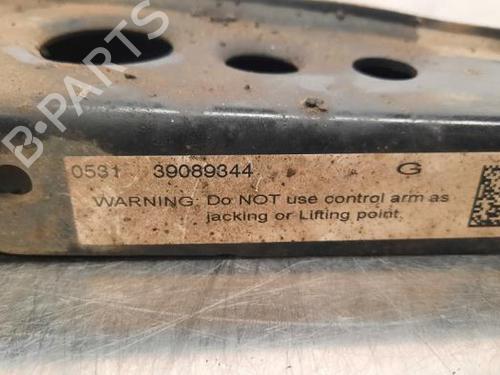 B-PARTS
0531 39089344 G
WARNING: Do NOT use control arm as
jacking or Lifting point.